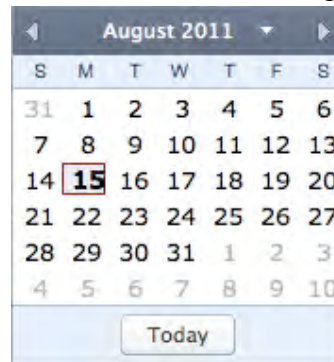 August 2011
S M T W T F S
31 1 2 3 4 5 6
7 8 9 10 11 12 13
14 15 16 17 18 19 20
21 22 23 24 25 26 27
28 29 30 31 1 2 3
4 5 6 7 8 9 10
Today